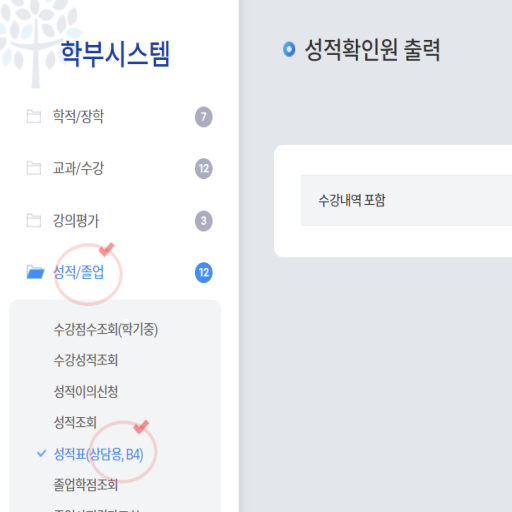 학부시스템
성적확인원 출력
학적/장학 7
교과/수강 12
수강내역 포함
강의평가 3
성적/졸업 12
수강점수조회(학기중)
수강성적조회
성적이의신청
성적조회
성적표(상담용, B4)
졸업학점조회